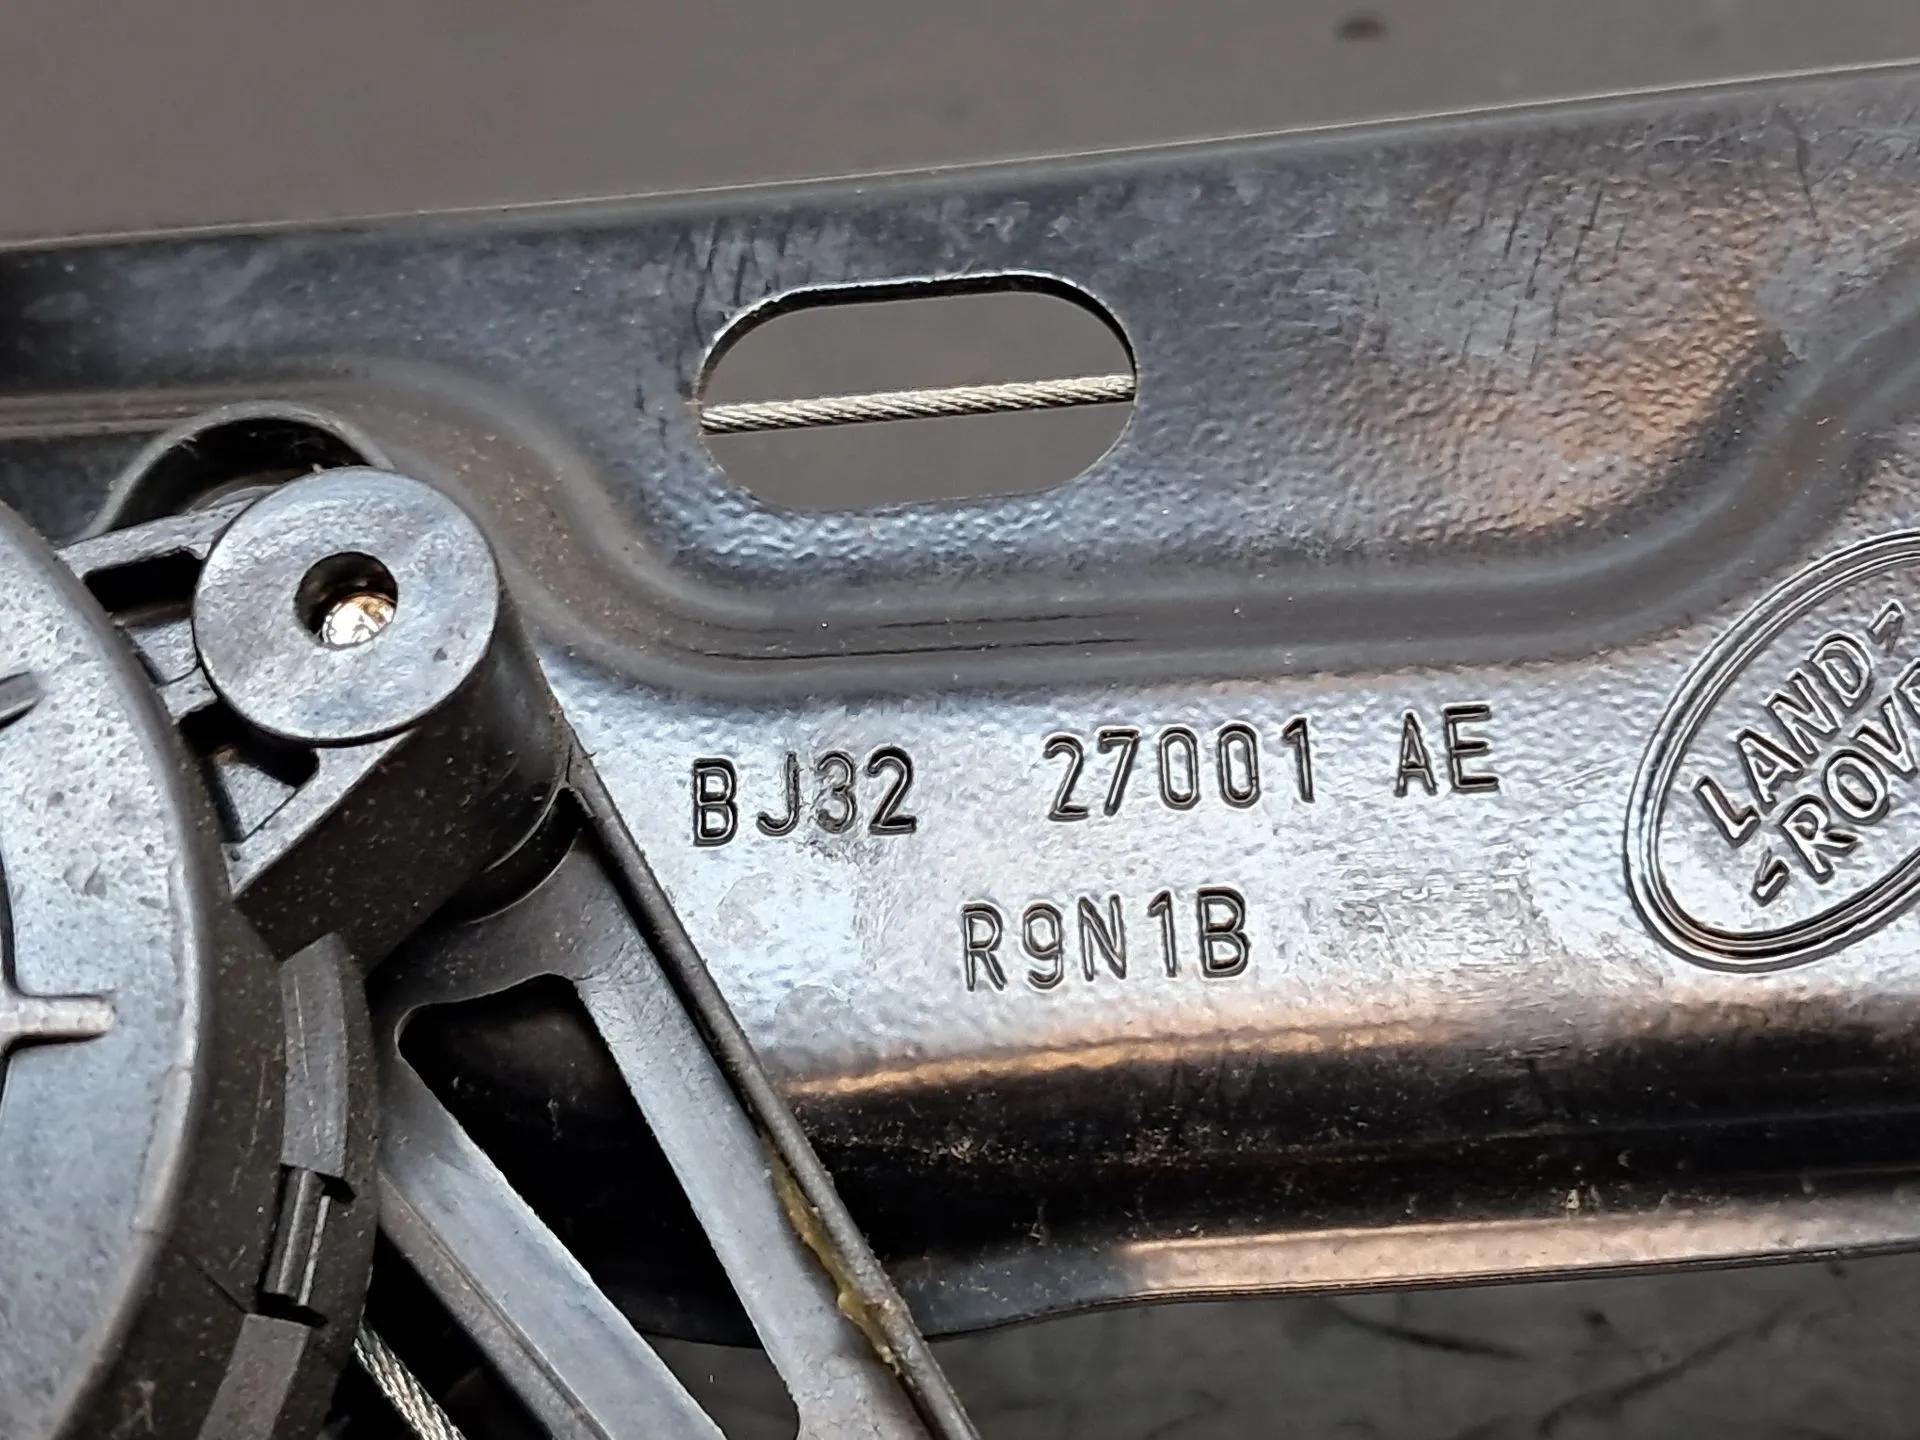 BJ32 27001 AE
R9N1B
LAND
ROVER